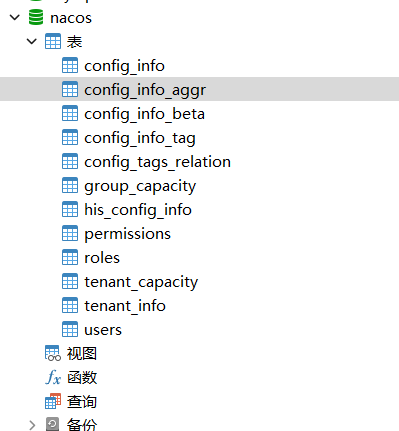 nacos
表
config_info
config_info_aggr
config_info_beta
config_info_tag
config_tags_relation
group_capacity
his_config_info
permissions
roles
tenant_capacity
tenant_info
users
视图
fx 函数
查询
备份